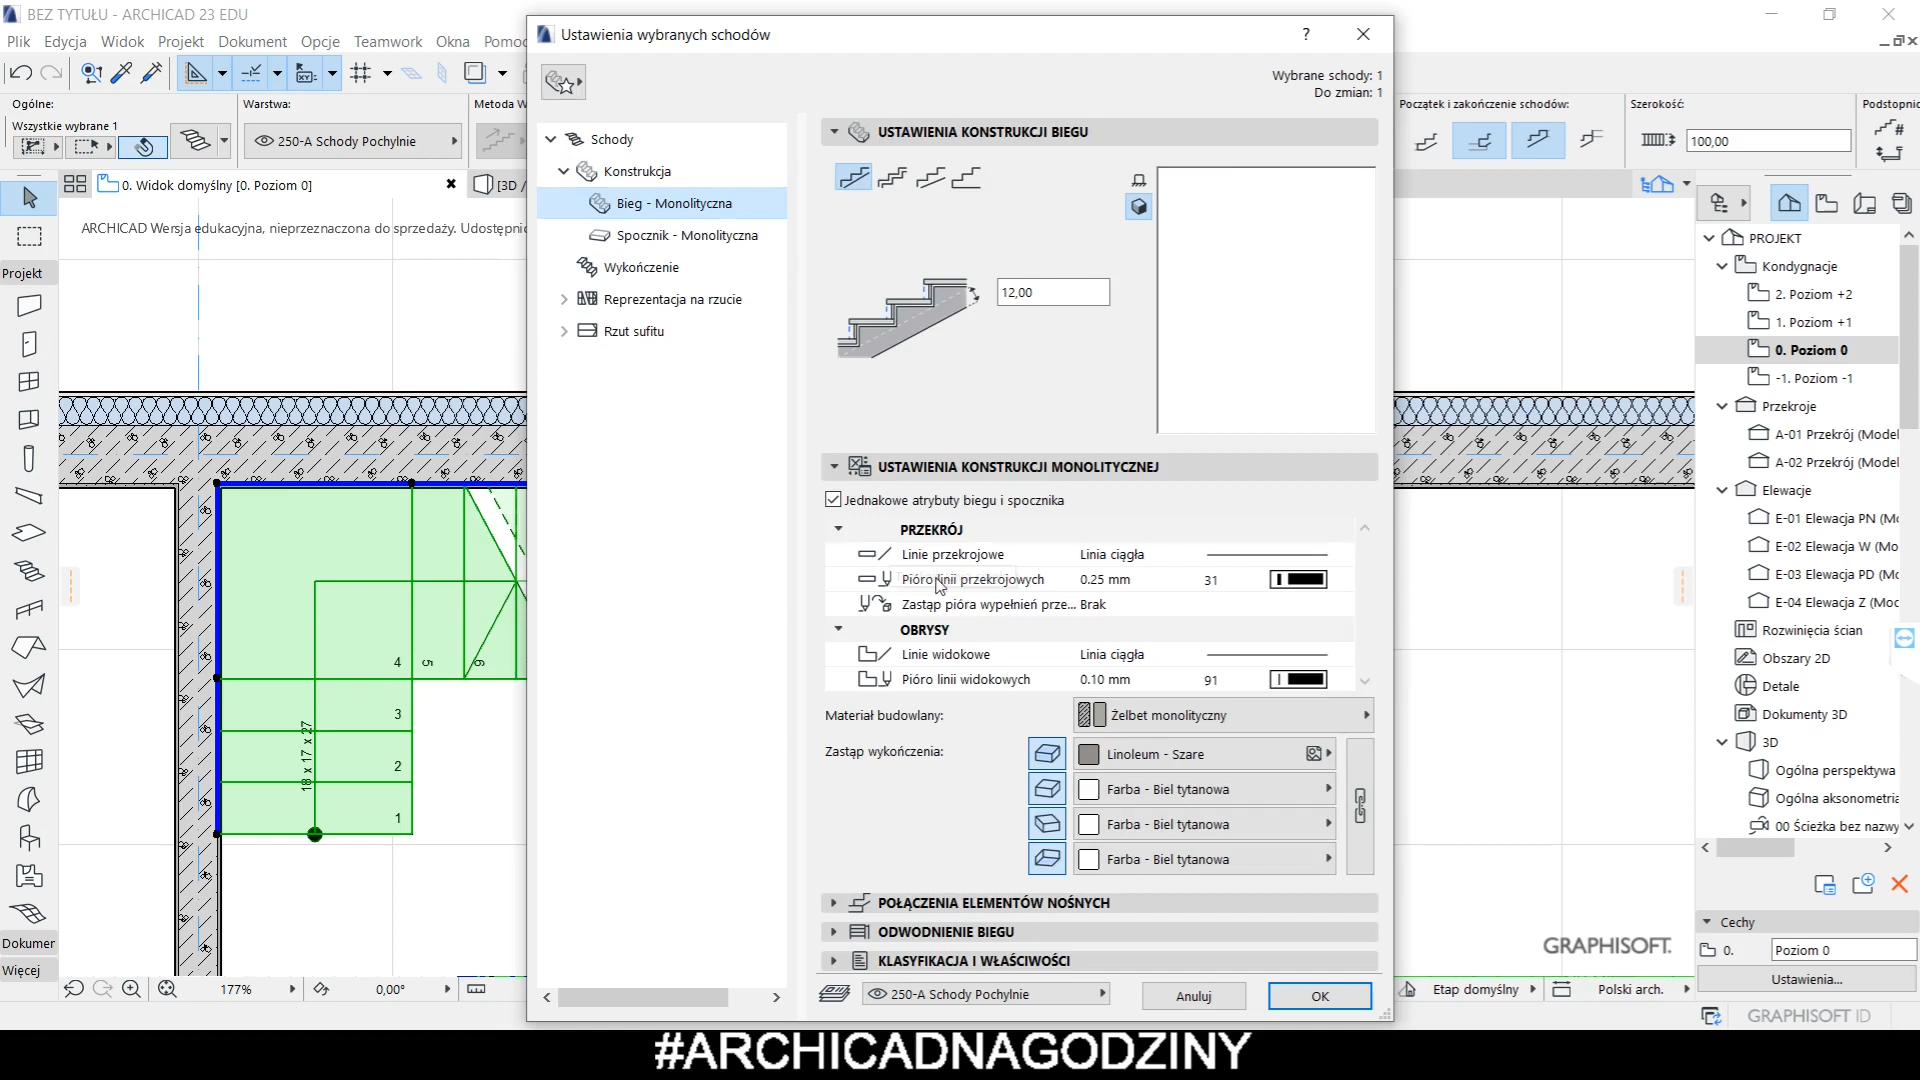 BEZ TYTUŁU - ARCHICAD 23 EDU
Plik Edycja Widok Projekt Dokument Opcje Teamwork Okna Pomoc
Ogólne:
Wszystkie wybrane 1
Warstwa:
250-A Schody Pochylnie
Metoda W
0. Widok domyślny [0. Poziom 0]
[3D /
ARCHICAD Wersja edukacyjna, nieprzeznaczona do sprzedaży. Udostępnio
Projekt
Dokumen
Więcej
4 5 6
3
2
1
18 x 17 x 27
177%
0,00°
Ustawienia wybranych schodów
?
Wybrane schody: 1
Do zmian: 1
Schody
Konstrukcja
Bieg - Monolityczna
Spocznik - Monolityczna
Wykończenie
Reprezentacja na rzucie
Rzut sufitu
USTAWIENIA KONSTRUKCJI BIEGU
12,00
USTAWIENIA KONSTRUKCJI MONOLITYCZNEJ
Jednakowe atrybuty biegu i spocznika
PRZEKRÓJ
Linie przekrojowe Linia ciągła
Pióro linii przekrojowych 0.25 mm 31
Zastąp pióra wypełnień prze... Brak
OBRYSY
Linie widokowe Linia ciągła
Pióro linii widokowych 0.10 mm 91
Materiał budowlany: Żelbet monolityczny
Zastąp wykończenia: Linoleum - Szare
Farba - Biel tytanowa
Farba - Biel tytanowa
Farba - Biel tytanowa
POŁĄCZENIA ELEMENTÓW NOŚNYCH
ODWODNIENIE BIEGU
KLASYFIKACJA I WŁAŚCIWOŚCI
250-A Schody Pochylnie
Anuluj
OK
Początek i zakończenie schodów:
Szerokość:
100,00
Podstopnic
PROJEKT
Kondygnacje
2. Poziom +2
1. Poziom +1
0. Poziom 0
-1. Poziom -1
Przekroje
A-01 Przekrój (Model
A-02 Przekrój (Model
Elewacje
E-01 Elewacja PN (Mo
E-02 Elewacja W (Mo
E-03 Elewacja PD (Mo
E-04 Elewacja Z (Moc
Rozwinięcia ścian
Obszary 2D
Detale
Dokumenty 3D
3D
Ogólna perspektywa
Ogólna aksonometria
00 Ścieżka bez nazwy
Cechy
0. Poziom 0
Ustawienia...
GRAPHISOFT.
Etap domyślny
Polski arch.
GRAPHISOFT ID
#ARCHICADNAGODZINY